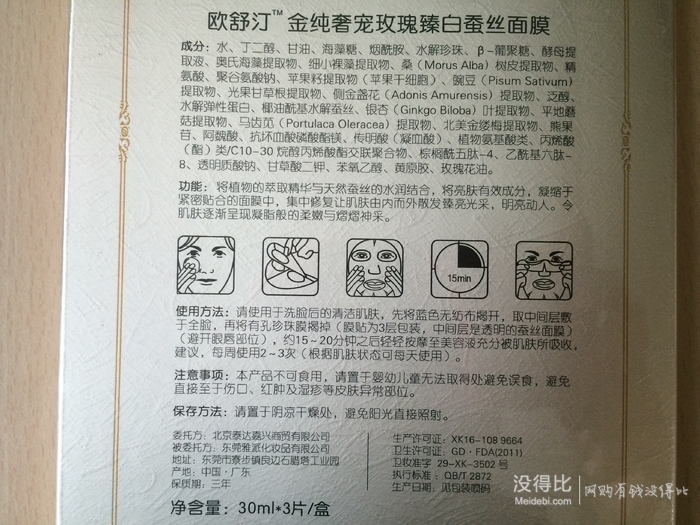 欧舒汀™ 金纯奢宠玫瑰臻白蚕丝面膜
成分：水、丁二醇、甘油、海藻糖、烟酰胺、水解珍珠、β-葡聚糖、酵母提
取液、奥氏海藻提取物、细小裸藻提取物、桑（Morus Alba）树皮提取物、精
氨酸、聚谷氨酸钠、苹果籽提取物（苹果干细胞）、豌豆（Pisum Sativum）
提取物、光果甘草根提取物、侧金盏花（Adonis Amurensis）提取物、泛醇、
水解弹性蛋白、椰油酰基水解蚕丝、银杏（Ginkgo Biloba）叶提取物、平地蘑
菇提取物、马齿苋（Portulaca Oleracea）提取物、北美金缕梅提取物、熊果
苷、阿魏酸、抗坏血酸磷酸酯镁、传明酸（凝血酸）、植物氨基酸类、丙烯酸
（酯）类/C10-30 烷醇丙烯酸酯交联聚合物、棕榈酰五肽-4、乙酰基六肽-
8、透明质酸钠、甘草酸二钾、苯氧乙醇、黄原胶、玫瑰花油。
功能：将植物的萃取精华与天然蚕丝的水润结合，将亮肤有效成分，凝缩于
紧密贴合的面膜中，集中修复让肌肤由内而外散发臻亮光采，明亮动人。令
肌肤逐渐呈现凝脂般的柔嫩与熠熠神采。
15min
使用方法：请使用于洗脸后的清洁肌肤，先将蓝色无纺布揭开，取中间层敷
于全脸，再将有孔珍珠膜揭掉（膜贴为3层包装，中间层是透明的蚕丝面膜）
（避开眼唇部位），约15~20分钟之后轻轻按摩至美容液充分被肌肤所吸收，
建议，每周使用2~3次（根据肌肤状态可每天使用）。
注意事项：本产品不可食用，请置于婴幼儿童无法取得处避免误食，避免
直接至于伤口、红肿及湿疹等皮肤异常部位。
保存方法：请置于阴凉干燥处，避免阳光直接照射。
委托方：北京泰达嘉兴商贸有限公司
被委托方：东莞雅派化妆品有限公司
地址：东莞市寮步镇良边石腊塔工业园
产地：中国·广东
保质期：三年
生产许可证：XK16-108 9664
卫生许可证：GD·FDA(2011)
卫妆准字 29-XK-3502 号
执行标准：QB/T 2872
生产日期：见包装喷码
净含量：30ml*3片/盒
没得比
Meidebi.com
网购有钱没得比